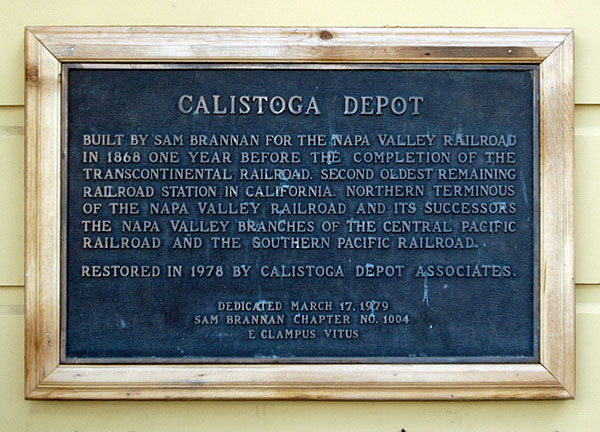 CALISTOGA DEPOT
BUILT BY SAM BRANNAN FOR THE NAPA VALLEY RAILROAD
IN 1868 ONE YEAR BEFORE THE COMPLETION OF THE
TRANSCONTINENTAL RAILROAD. SECOND OLDEST REMAINING
RAILROAD STATION IN CALIFORNIA. NORTHERN TERMINOUS
OF THE NAPA VALLEY RAILROAD AND ITS SUCCESSORS
THE NAPA VALLEY BRANCHES OF THE CENTRAL PACIFIC
RAILROAD AND THE SOUTHERN PACIFIC RAILROAD.
RESTORED IN 1978 BY CALISTOGA DEPOT ASSOCIATES.
DEDICATED MARCH 17, 1979
SAM BRANNAN CHAPTER NO. 1004
E CLAMPUS VITUS